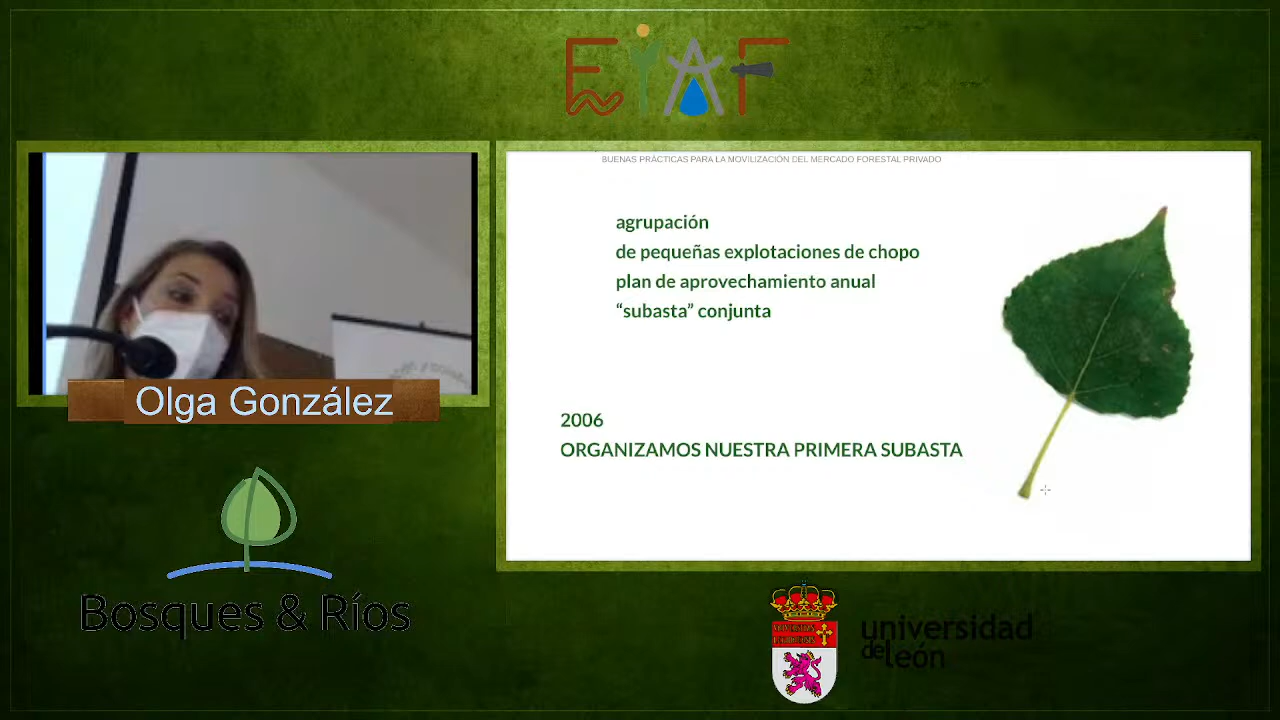 EIAF
BUENAS PRÁCTICAS PARA LA MOVILIZACIÓN DEL MERCADO FORESTAL PRIVADO
agrupación
de pequeñas explotaciones de chopo
plan de aprovechamiento anual
“subasta” conjunta
2006
ORGANIZAMOS NUESTRA PRIMERA SUBASTA
Olga González
Bosques & Ríos
universidad
de león